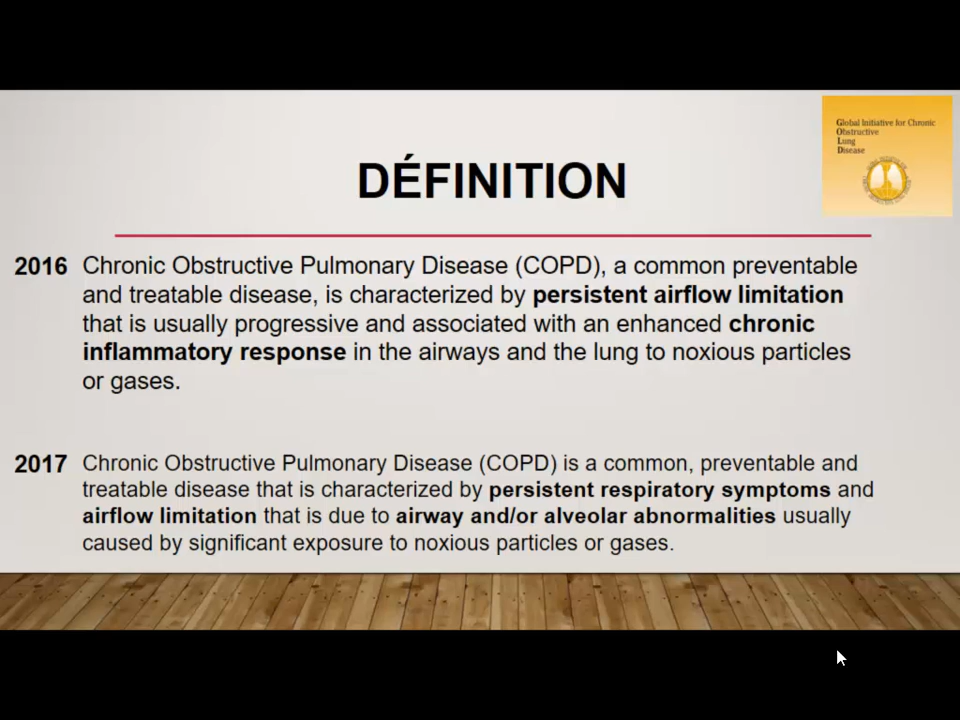 Global Initiative for Chronic
Obstructive
Lung
Disease
DÉFINITION
2016 Chronic Obstructive Pulmonary Disease (COPD), a common preventable
and treatable disease, is characterized by persistent airflow limitation
that is usually progressive and associated with an enhanced chronic
inflammatory response in the airways and the lung to noxious particles
or gases.
2017 Chronic Obstructive Pulmonary Disease (COPD) is a common, preventable and
treatable disease that is characterized by persistent respiratory symptoms and
airflow limitation that is due to airway and/or alveolar abnormalities usually
caused by significant exposure to noxious particles or gases.